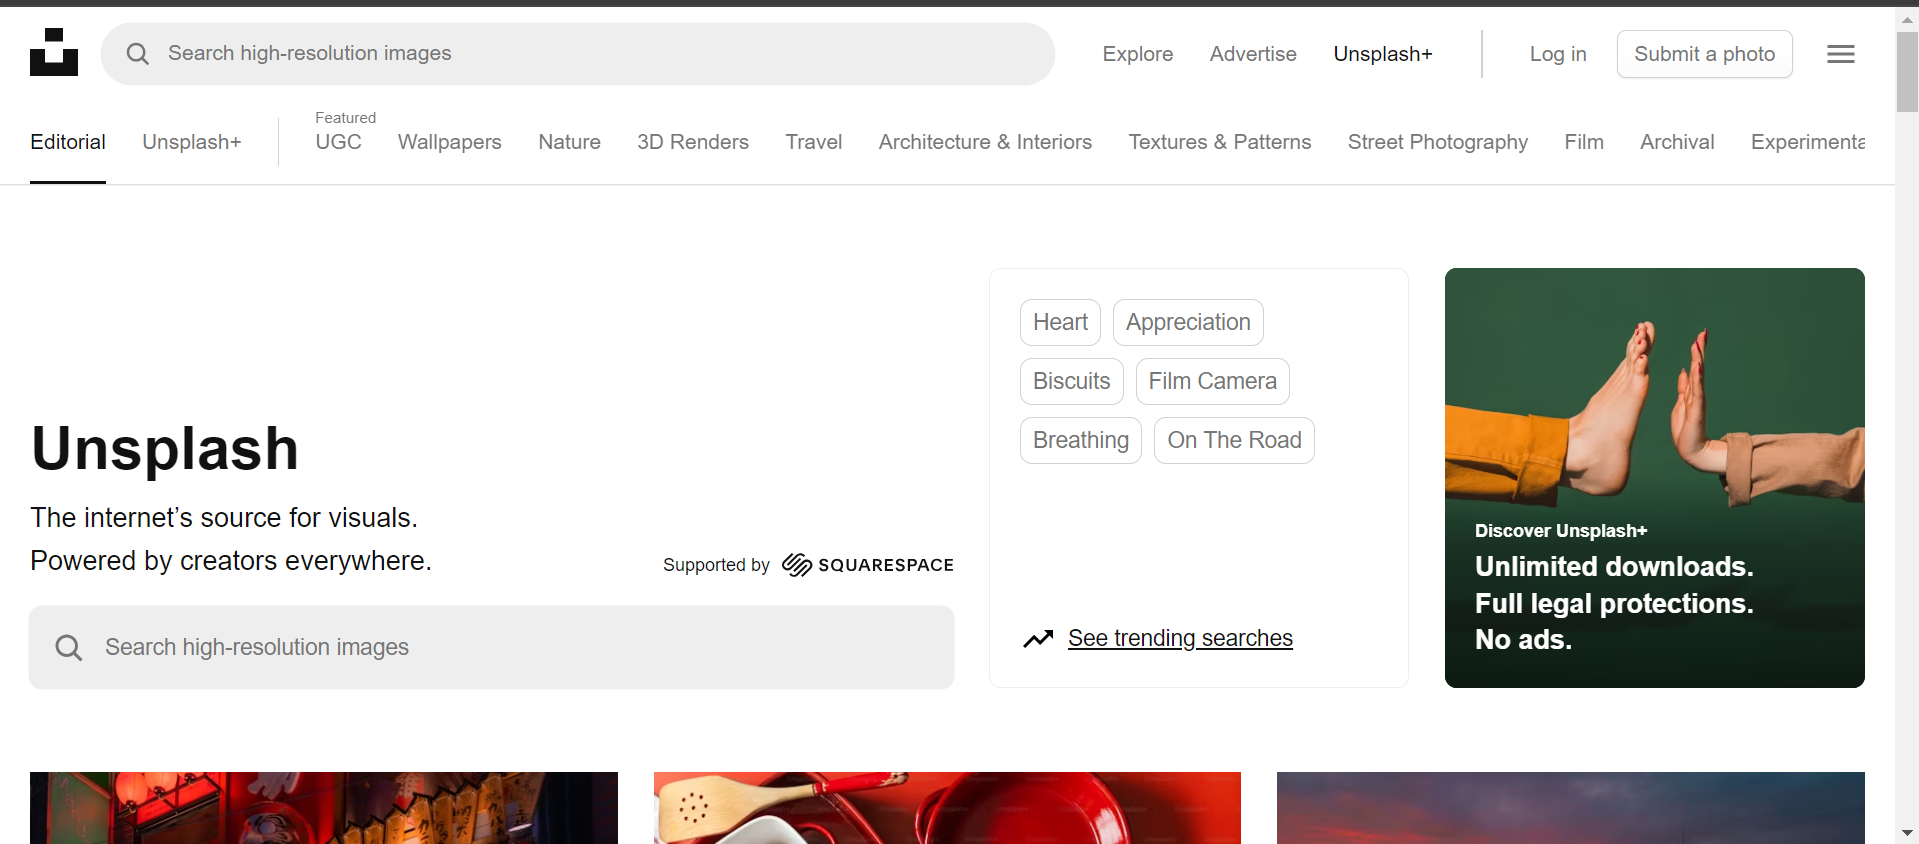 Search high-resolution images
Explore Advertise Unsplash+ Log in Submit a photo
Editorial Unsplash+
Featured
UGC Wallpapers Nature 3D Renders Travel Architecture & Interiors Textures & Patterns Street Photography Film Archival Experimenta
Unsplash
The internet’s source for visuals.
Powered by creators everywhere.
Supported by SQUARESPACE
Search high-resolution images
Heart Appreciation
Biscuits Film Camera
Breathing On The Road
See trending searches
Discover Unsplash+
Unlimited downloads.
Full legal protections.
No ads.